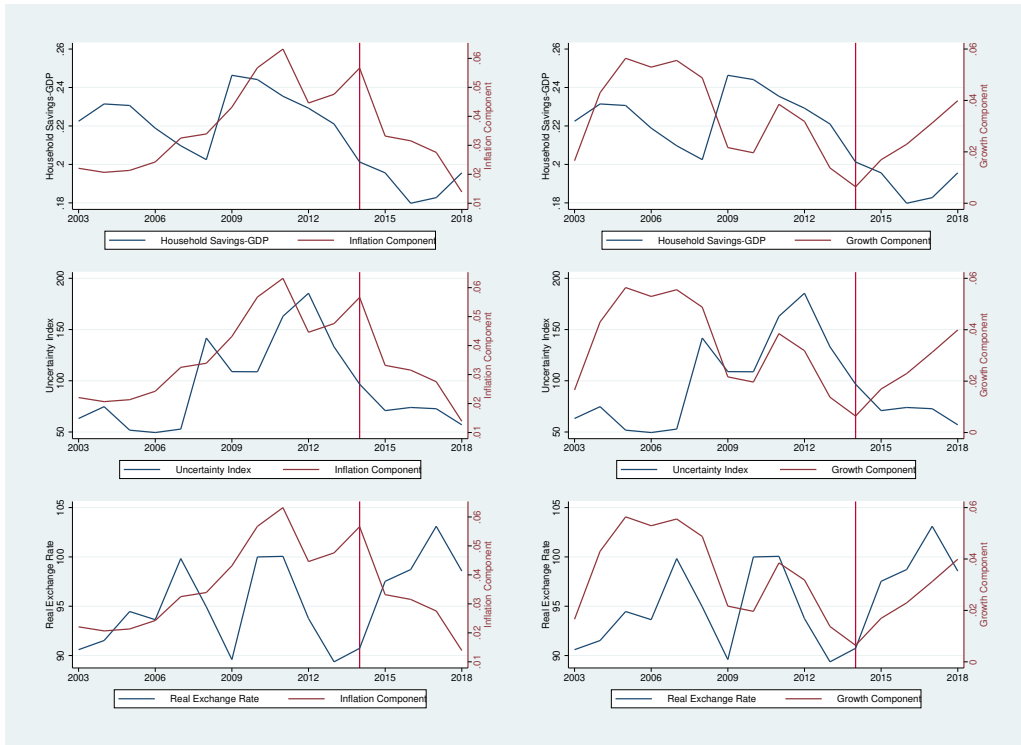 Household Savings-GDP
.18 .2 .22 .24 .26
.01 .02 .03 .04 .05 .06
Inflation Component
2003 2006 2009 2012 2015 2018
Household Savings-GDP Inflation Component
Household Savings-GDP
.18 .2 .22 .24 .26
0 .02 .04 .06
Growth Component
2003 2006 2009 2012 2015 2018
Household Savings-GDP Growth Component
Uncertainty Index
50 100 150 200
.01 .02 .03 .04 .05 .06
Inflation Component
2003 2006 2009 2012 2015 2018
Uncertainty Index Inflation Component
Uncertainty Index
50 100 150 200
0 .02 .04 .06
Growth Component
2003 2006 2009 2012 2015 2018
Uncertainty Index Growth Component
Real Exchange Rate
90 95 100 105
.01 .02 .03 .04 .05 .06
Inflation Component
2003 2006 2009 2012 2015 2018
Real Exchange Rate Inflation Component
Real Exchange Rate
90 95 100 105
0 .02 .04 .06
Growth Component
2003 2006 2009 2012 2015 2018
Real Exchange Rate Growth Component